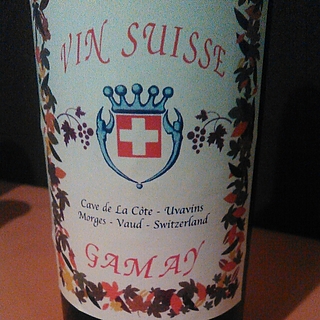 VIN SUISSE
Cave de La Côte - Uvavins
Morges - Vaud - Switzerland
GAMAY